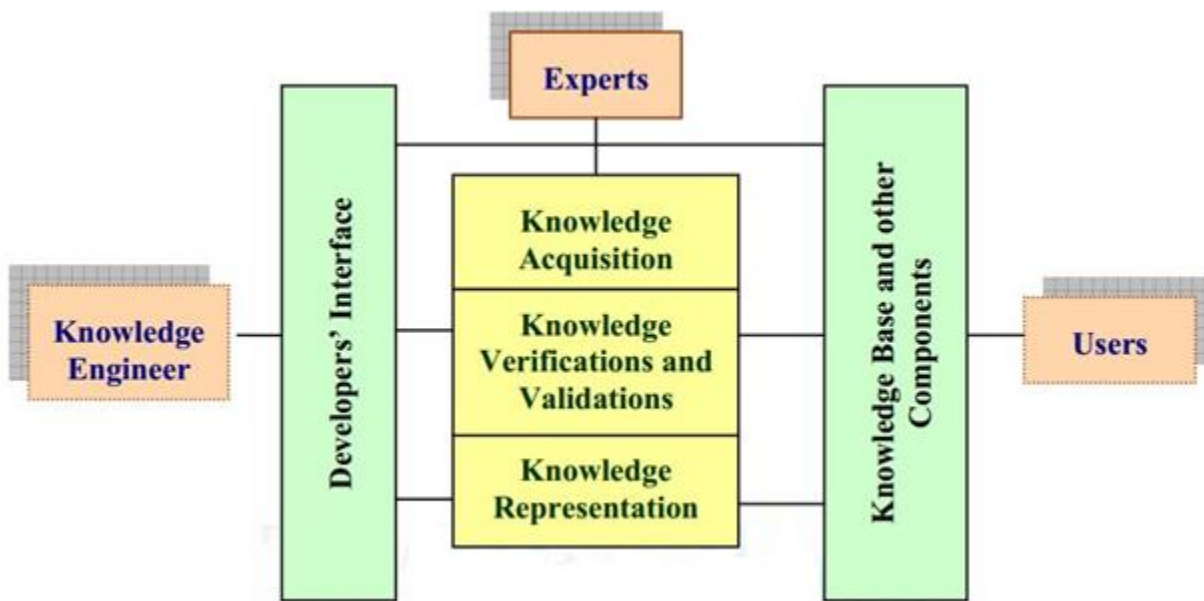 Experts
Developers’ Interface
Knowledge
Acquisition
Knowledge Base and other
Components
Knowledge
Engineer
Knowledge
Verifications and
Validations
Users
Knowledge
Representation